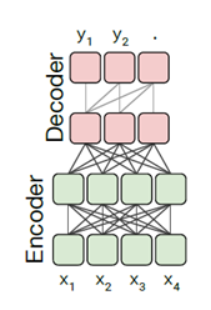 y₁ y₂ .
Decoder
Encoder
x₁ x₂ x₃ x₄